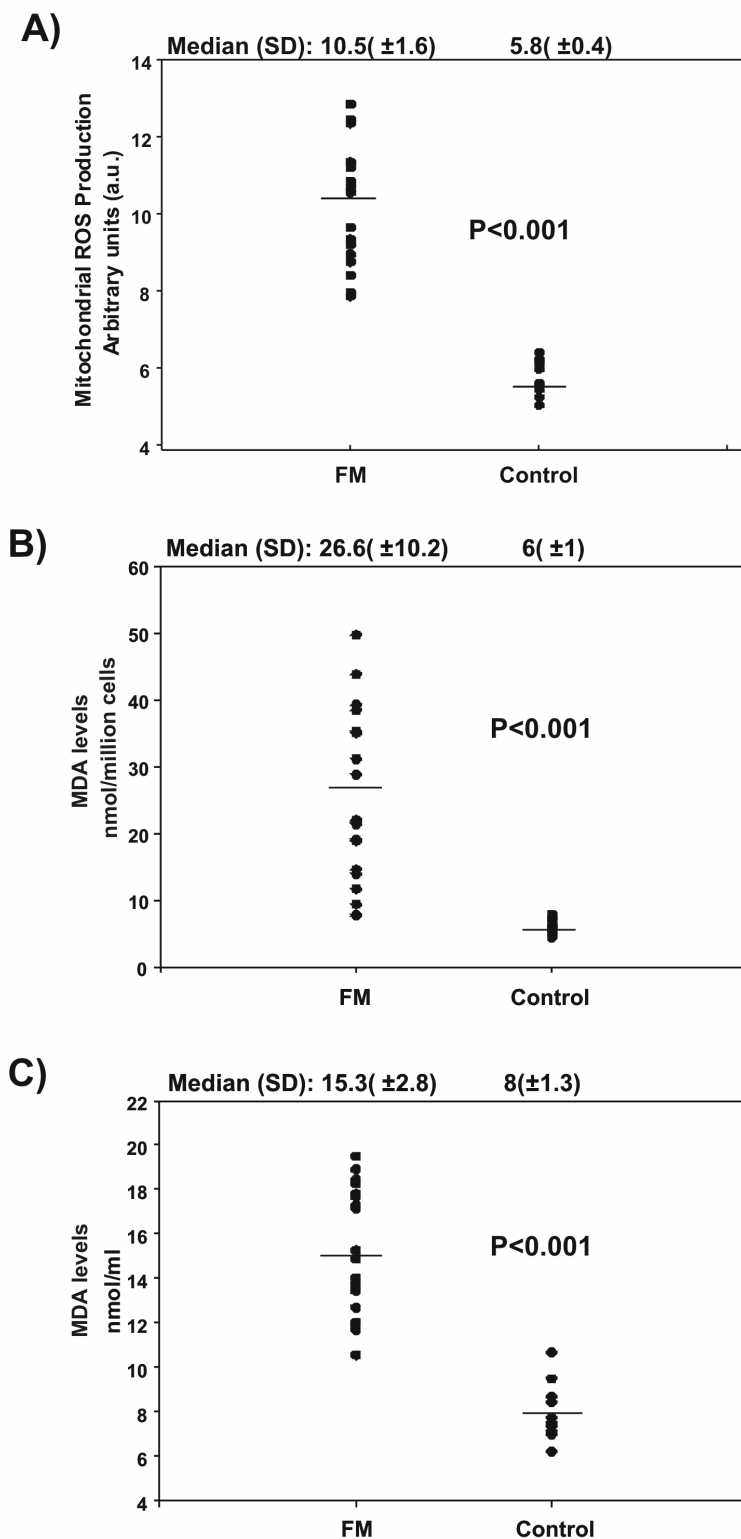 A)
Median (SD): 10.5( ±1.6) 5.8( ±0.4)
Mitochondrial ROS Production
Arbitrary units (a.u.)
14
12
10
8
6
4
P<0.001
FM Control
B)
Median (SD): 26.6( ±10.2) 6( ±1)
MDA levels
nmol/million cells
60
50
40
30
20
10
0
P<0.001
FM Control
C)
Median (SD): 15.3( ±2.8) 8(±1.3)
MDA levels
nmol/ml
22
20
18
16
14
12
10
8
6
4
P<0.001
FM Control